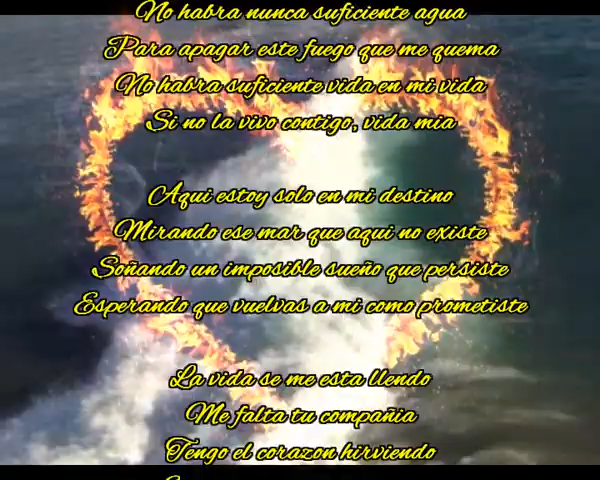 No habra nunca suficiente agua
Para apagar este fuego que me quema
No habra suficiente vida en mi vida
Si no la vivo contigo, vida mia
Aqui estoy solo en mi destino
Mirando ese mar que aqui no existe
Soñando un imposible sueño que persiste
Esperando que vuelvas a mi como prometiste
La vida se me esta llendo
Me falta tu compañia
Tengo el corazon hirviendo